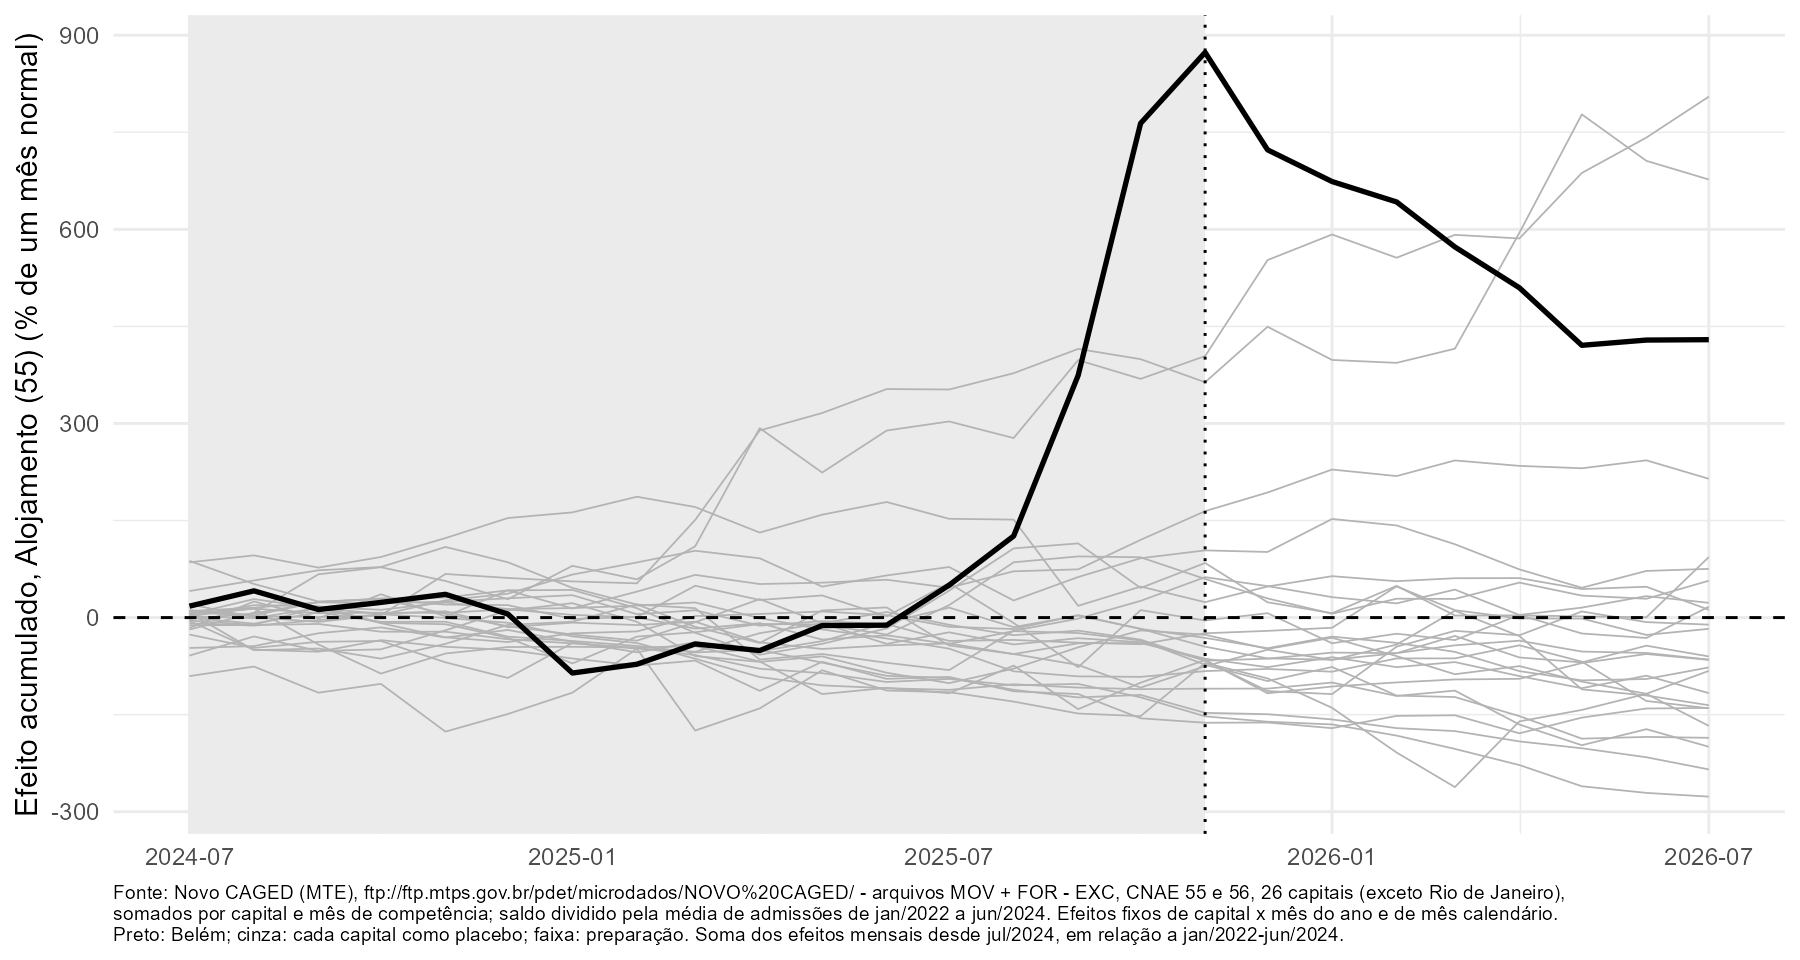 Efeito acumulado, Alojamento (55) (% de um mês normal)
900
600
300
0
-300
2024-07
2025-01
2025-07
2026-01
2026-07
Fonte: Novo CAGED (MTE), ftp://ftp.mtps.gov.br/pdet/microdados/NOVO%20CAGED/ - arquivos MOV + FOR - EXC, CNAE 55 e 56, 26 capitais (exceto Rio de Janeiro),
somados por capital e mês de competência; saldo dividido pela média de admissões de jan/2022 a jun/2024. Efeitos fixos de capital x mês do ano e de mês calendário.
Preto: Belém; cinza: cada capital como placebo; faixa: preparação. Soma dos efeitos mensais desde jul/2024, em relação a jan/2022-jun/2024.